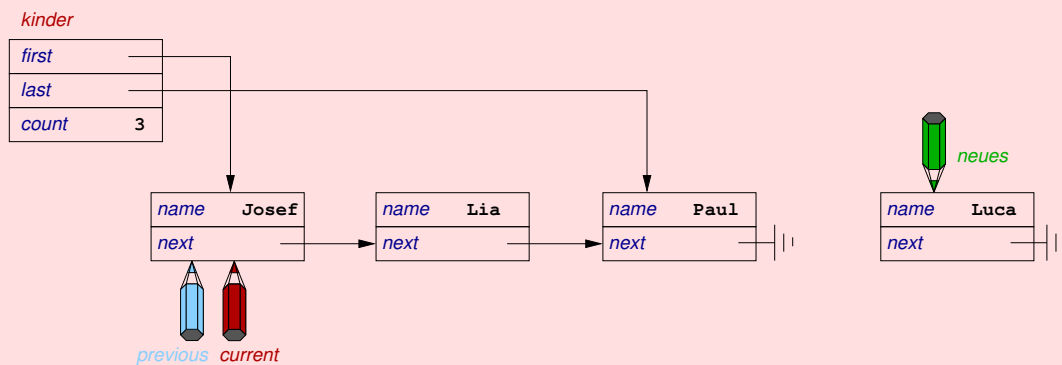 kinder
first
last
count 3
neues
name Josef
next
name Lia
next
name Paul
next
name Luca
next
previous current